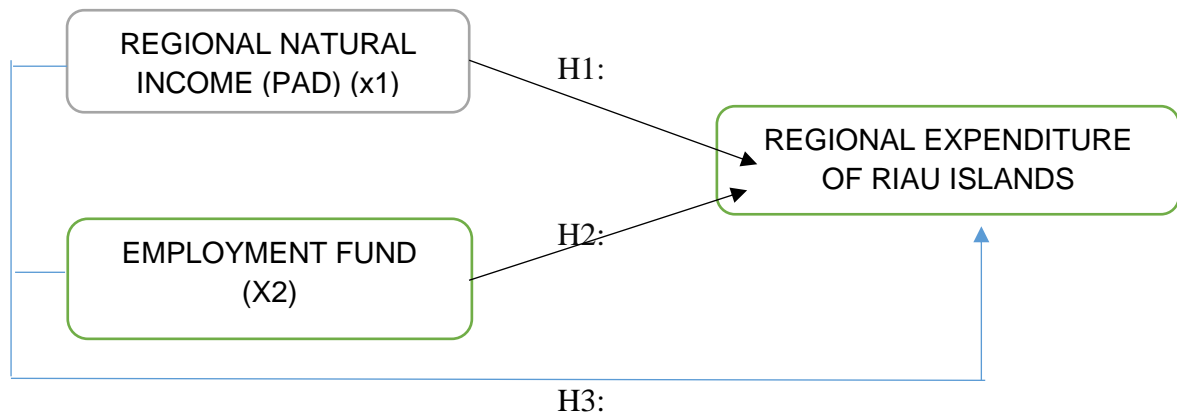 REGIONAL NATURAL
INCOME (PAD) (x1)
H1:
REGIONAL EXPENDITURE
OF RIAU ISLANDS
EMPLOYMENT FUND
(X2)
H2:
H3: